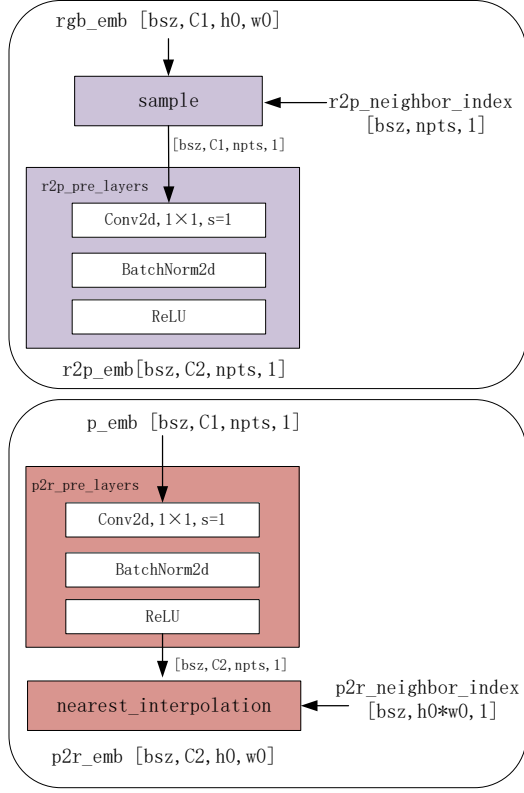 rgb_emb [bsz,C1,h0,w0]
sample
r2p_neighbor_index
[bsz,npts,1]
[bsz,C1,npts,1]
r2p_pre_layers
Conv2d,1×1,s=1
BatchNorm2d
ReLU
r2p_emb[bsz,C2,npts,1]
p_emb [bsz,C1,npts,1]
p2r_pre_layers
Conv2d,1×1,s=1
BatchNorm2d
ReLU
[bsz,C2,npts,1]
nearest_interpolation
p2r_neighbor_index
[bsz,h0*w0,1]
p2r_emb [bsz,C2,h0,w0]